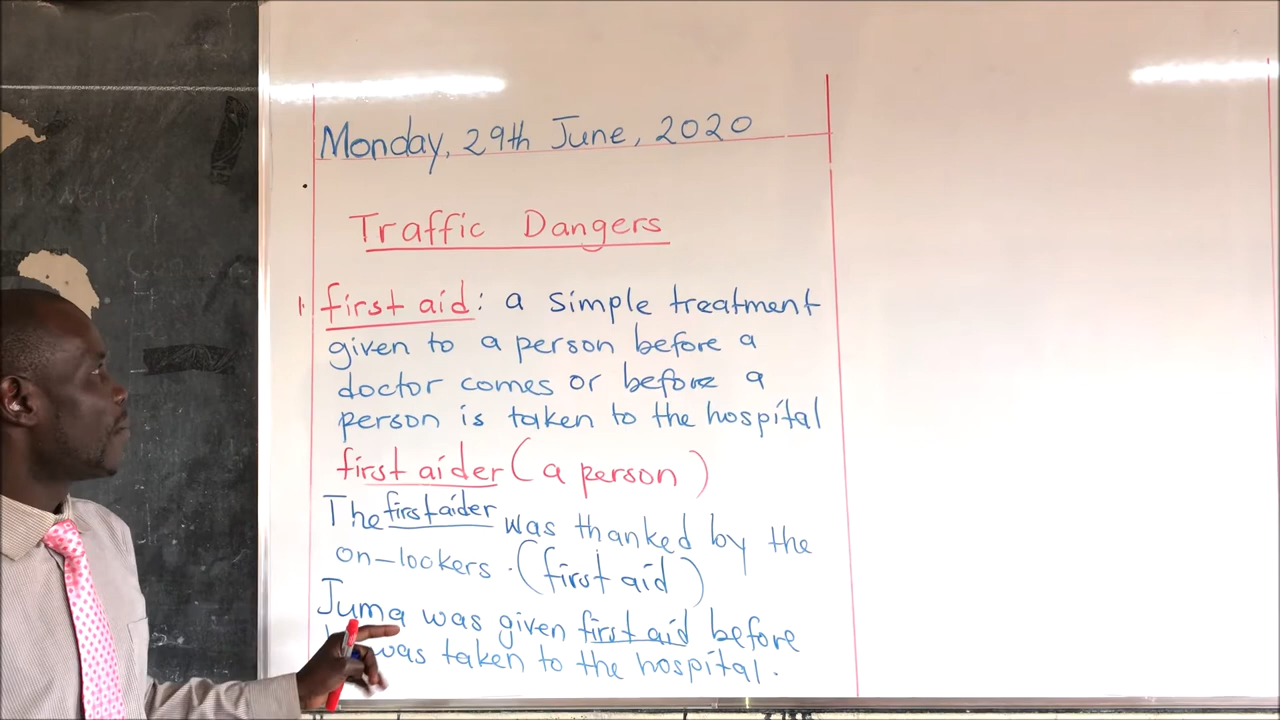 Monday, 29th June, 2020
Traffic Dangers
1. first aid: a simple treatment
given to a person before a
doctor comes or before a
person is taken to the hospital
first aider (a person)
The first aider was thanked by the
on-lookers. (first aid)
Juma was given first aid before
was taken to the hospital.